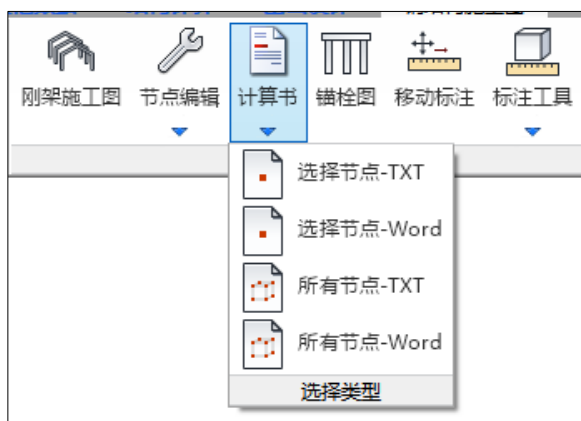 刚架施工图 节点编辑 计算书 锚栓图 移动标注 标注工具
选择节点-TXT
选择节点-Word
所有节点-TXT
所有节点-Word
选择类型